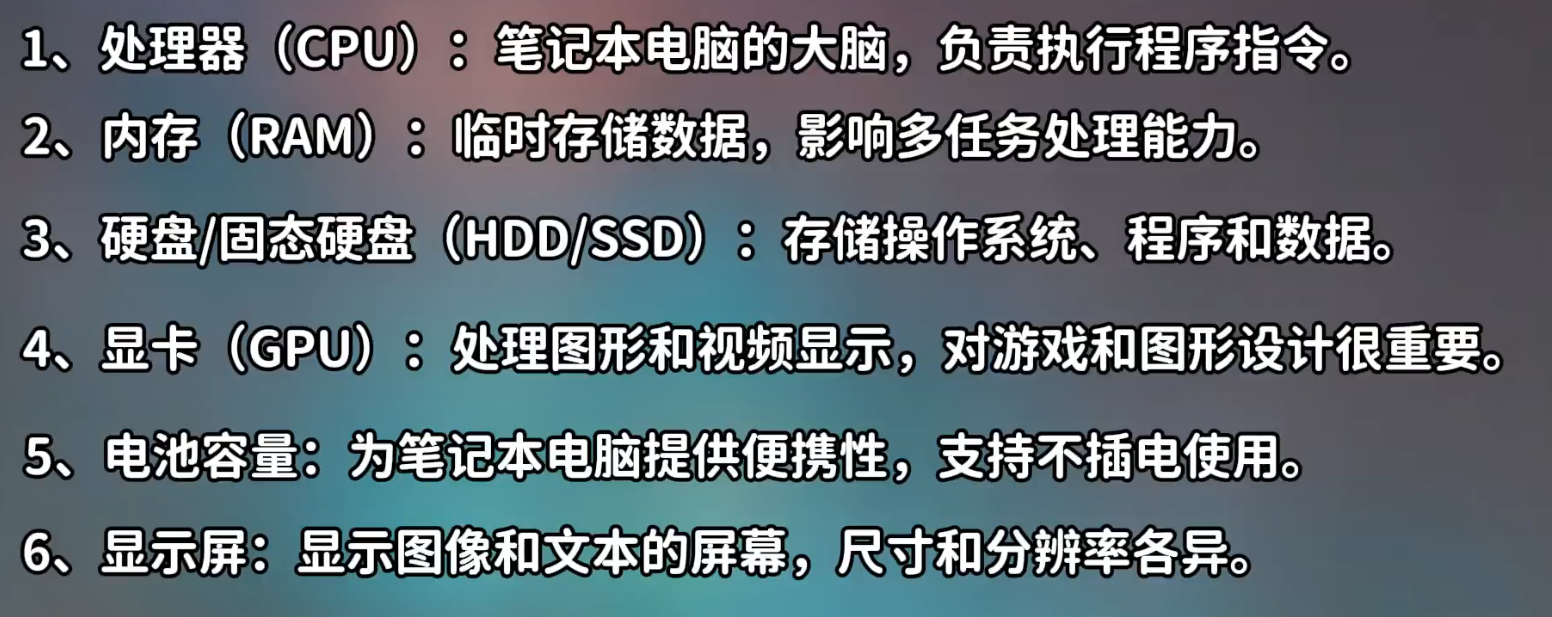 1、处理器（CPU）：笔记本电脑的大脑，负责执行程序指令。
2、内存（RAM）：临时存储数据，影响多任务处理能力。
3、硬盘/固态硬盘（HDD/SSD）：存储操作系统、程序和数据。
4、显卡（GPU）：处理图形和视频显示，对游戏和图形设计很重要。
5、电池容量：为笔记本电脑提供便携性，支持不插电使用。
6、显示屏：显示图像和文本的屏幕，尺寸和分辨率各异。